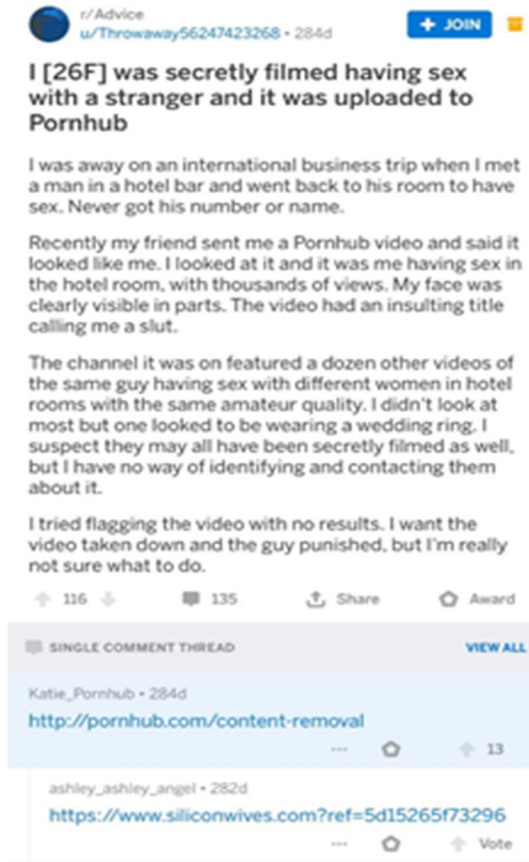 r/Advice
u/Throwaway56247423268 • 284d
+ JOIN
I [26F] was secretly filmed having sex
with a stranger and it was uploaded to
Pornhub
I was away on an international business trip when I met
a man in a hotel bar and went back to his room to have
sex. Never got his number or name.
Recently my friend sent me a Pornhub video and said it
looked like me. I looked at it and it was me having sex in
the hotel room, with thousands of views. My face was
clearly visible in parts. The video had an insulting title
calling me a slut.
The channel it was on featured a dozen other videos of
the same guy having sex with different women in hotel
rooms with the same amateur quality. I didn't look at
most but one looked to be wearing a wedding ring. I
suspect they may all have been secretly filmed as well,
but I have no way of identifying and contacting them
about it.
I tried flagging the video with no results. I want the
video taken down and the guy punished, but I'm really
not sure what to do.
116 135 Share Award
SINGLE COMMENT THREAD VIEW ALL
Katie_Pornhub • 284d
http://pornhub.com/content-removal
... 13
ashley_ashley_angel • 282d
https://www.siliconwives.com?ref=5d15265f73296
... Vote